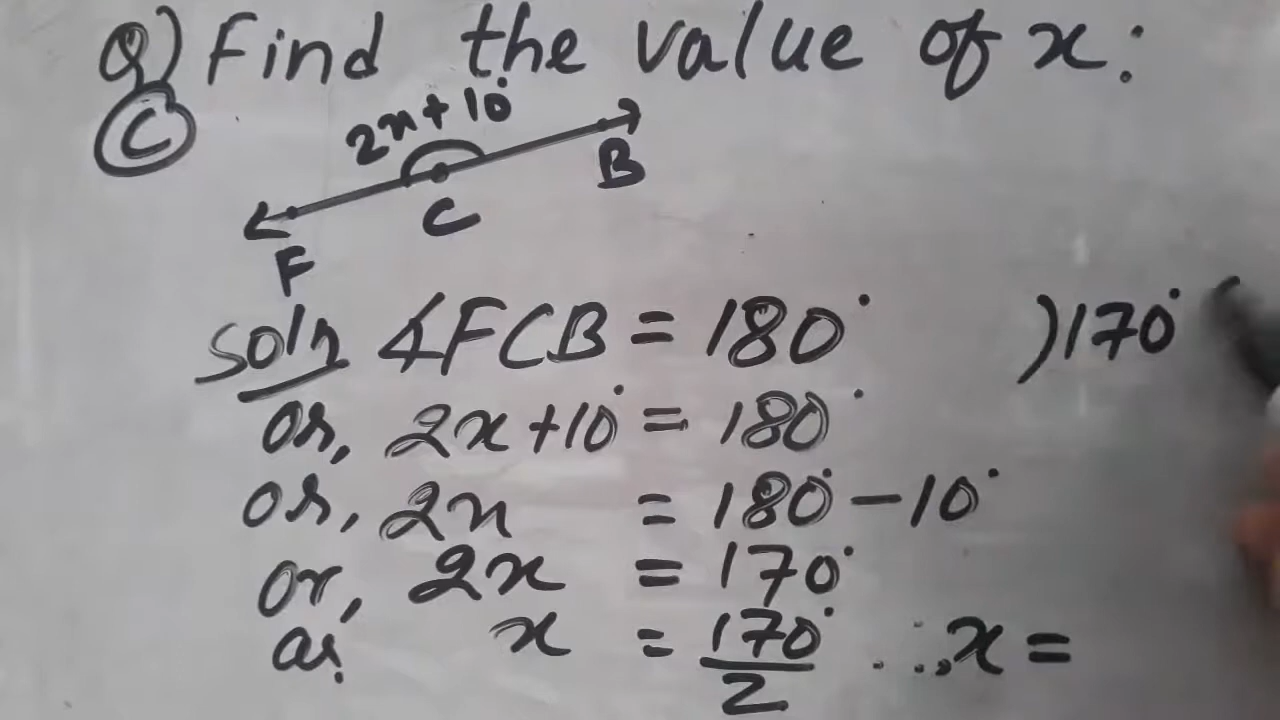 Q) Find the value of x:
C
2x+10°
B
C
F
soln ∡FCB = 180°
)170°(
or, 2x+10° = 180°
or, 2x = 180° - 10°
or, 2x = 170°
or, x = 170°/2 ∴ x =